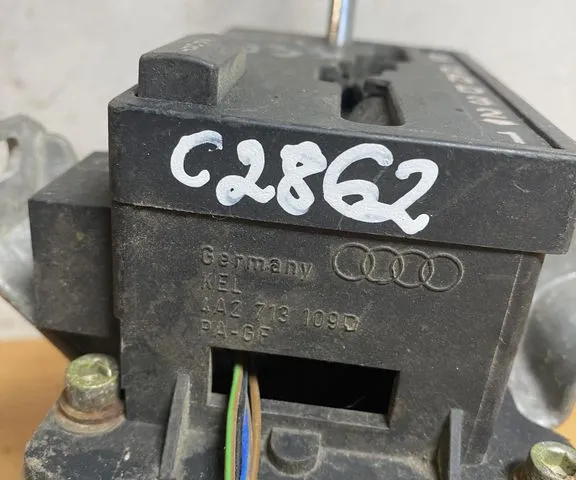 C2862
Germany
KEL
4A2 713 109D
PA-GF